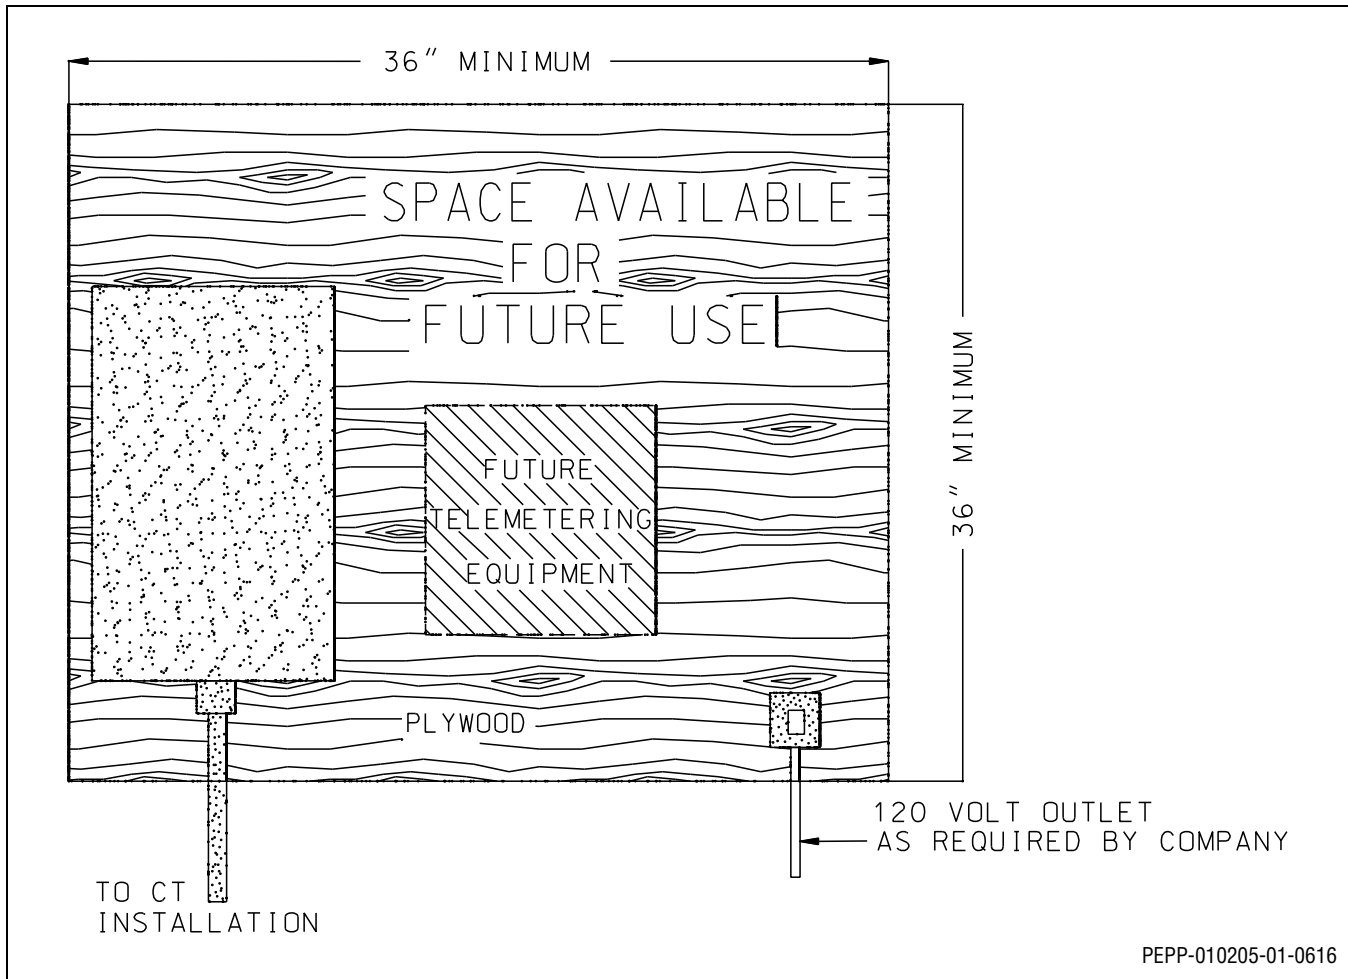 36" MINIMUM
SPACE AVAILABLE
FOR
FUTURE USE
36" MINIMUM
FUTURE
TELEMETERING
EQUIPMENT
PLYWOOD
120 VOLT OUTLET
AS REQUIRED BY COMPANY
TO CT
INSTALLATION
PEPP-010205-01-0616